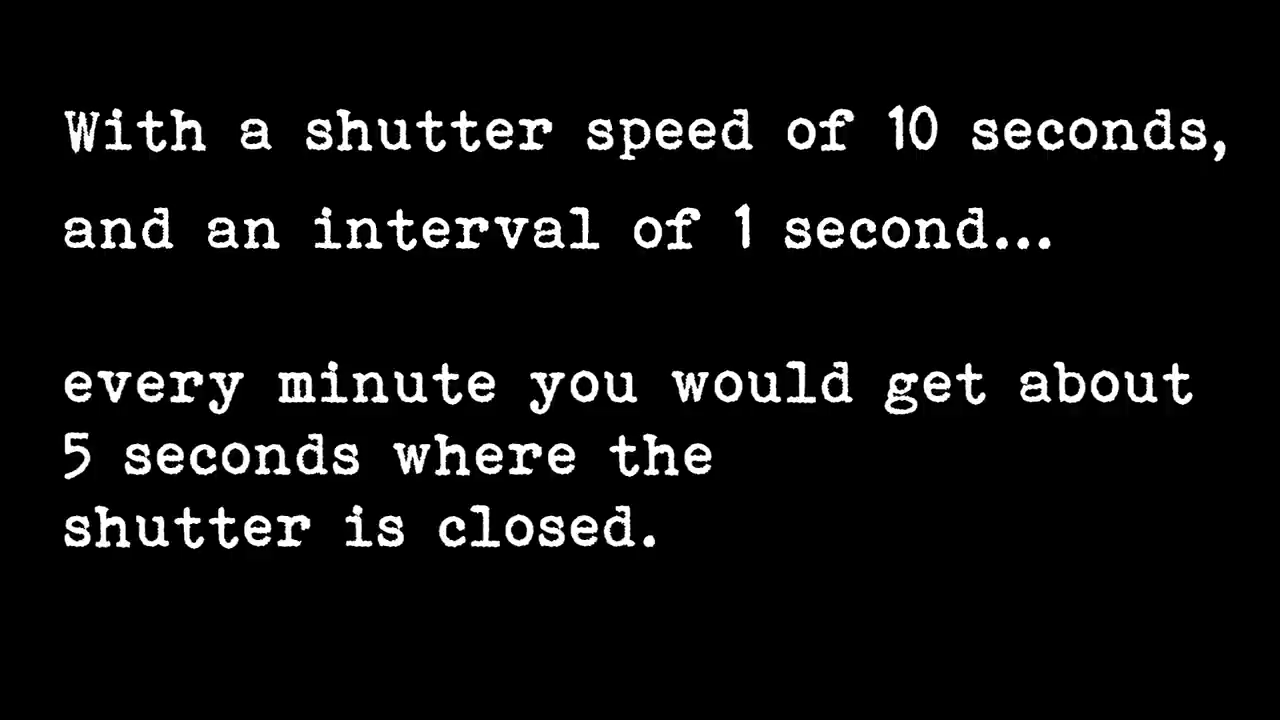 With a shutter speed of 10 seconds,
and an interval of 1 second...
every minute you would get about
5 seconds where the
shutter is closed.